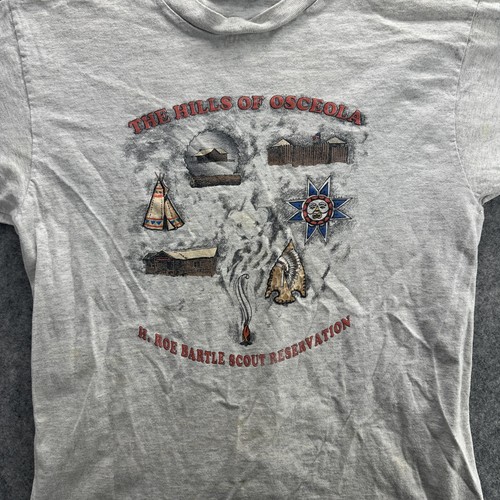 THE HILLS OF OSCEOLA
H. ROE BARTLE SCOUT RESERVATION